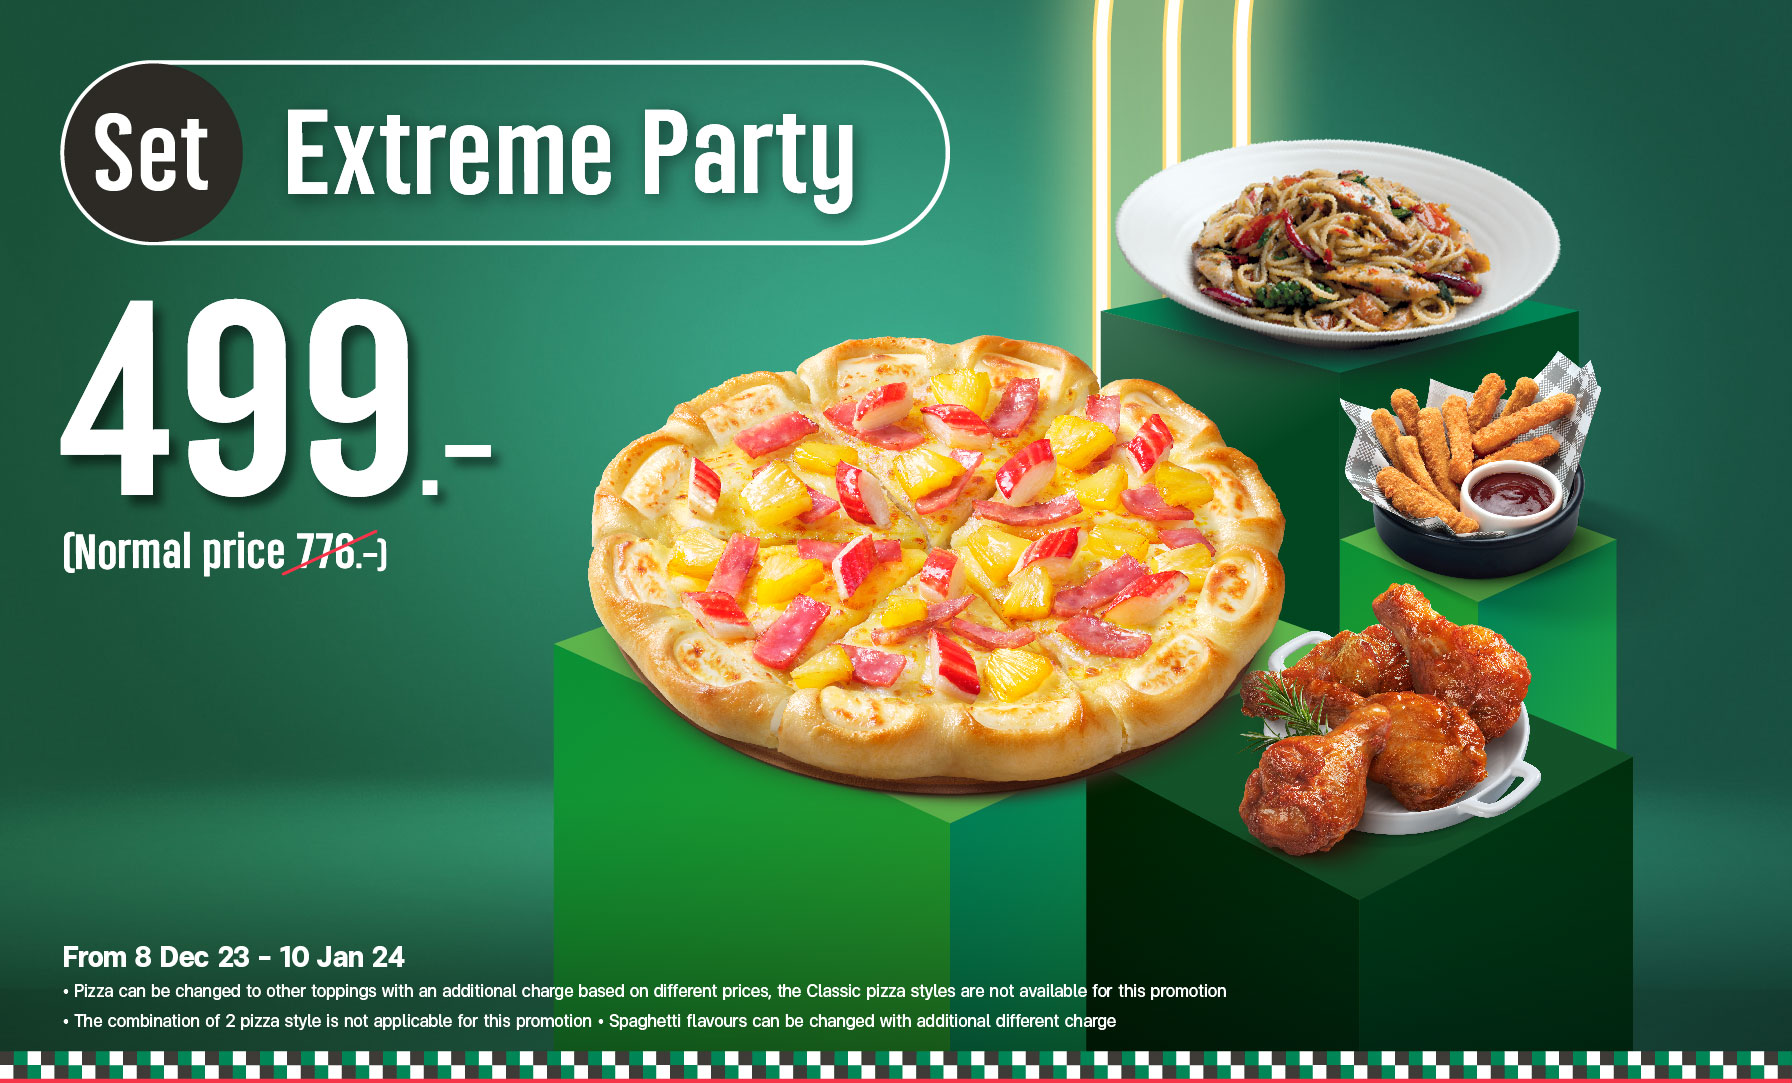 Set Extreme Party
499.-
(Normal price 776.-)
From 8 Dec 23 - 10 Jan 24
• Pizza can be changed to other toppings with an additional charge based on different prices, the Classic pizza styles are not available for this promotion
• The combination of 2 pizza style is not applicable for this promotion • Spaghetti flavours can be changed with additional different charge